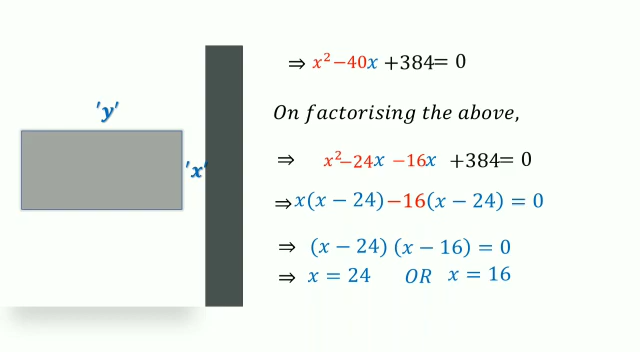 ⇒ x²−40x +384= 0
On factorising the above,
⇒ x²−24x −16x +384= 0
⇒x(x − 24)−16(x − 24) = 0
⇒ (x − 24) (x − 16) = 0
⇒ x = 24 OR x = 16
'y'
'x'